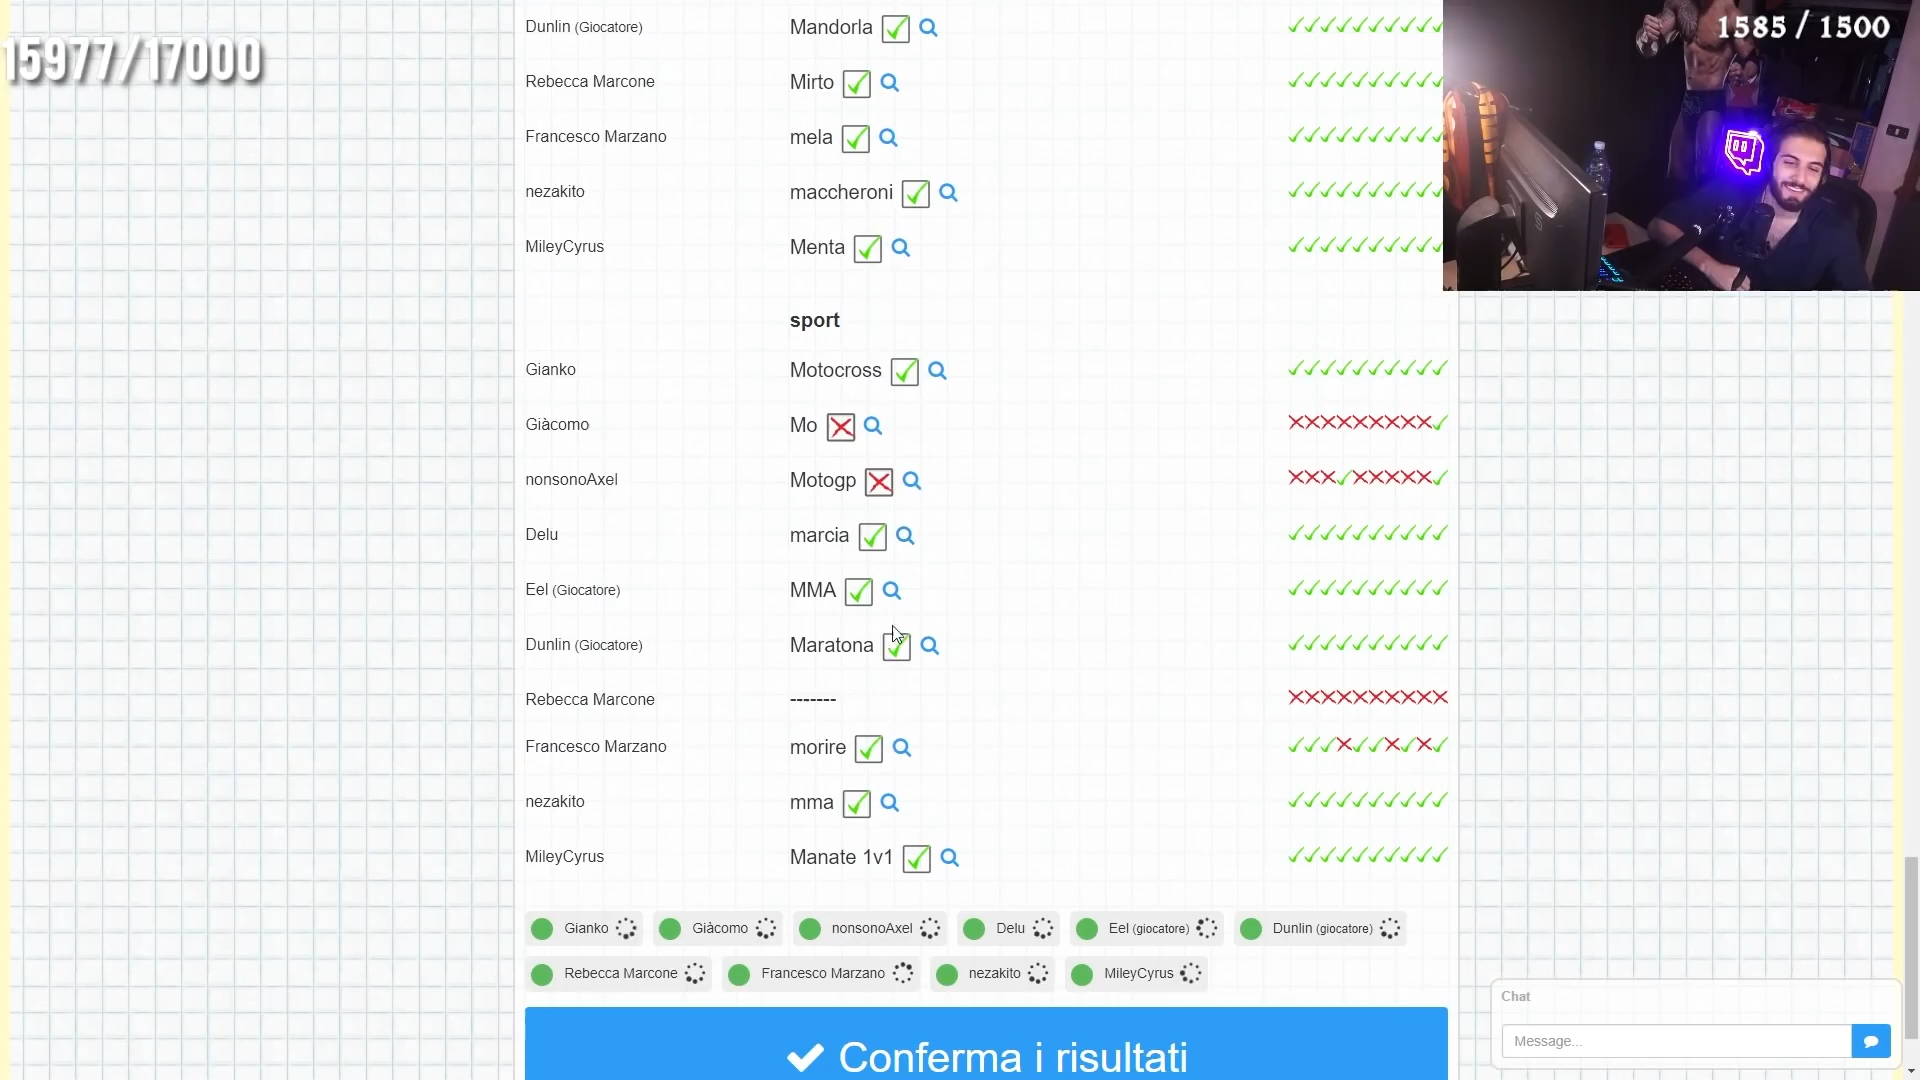 15977/17000
1585 / 1500
Dunlin (Giocatore) Mandorla
Rebecca Marcone Mirto
Francesco Marzano mela
nezakito maccheroni
MileyCyrus Menta
sport
Gianko Motocross
Giàcomo Mo
nonsonoAxel Motogp
Delu marcia
Eel (Giocatore) MMA
Dunlin (Giocatore) Maratona
Rebecca Marcone -------
Francesco Marzano morire
nezakito mma
MileyCyrus Manate 1v1
Gianko Giàcomo nonsonoAxel Delu Eel (giocatore) Dunlin (giocatore)
Rebecca Marcone Francesco Marzano nezakito MileyCyrus
Conferma i risultati
Chat
Message...